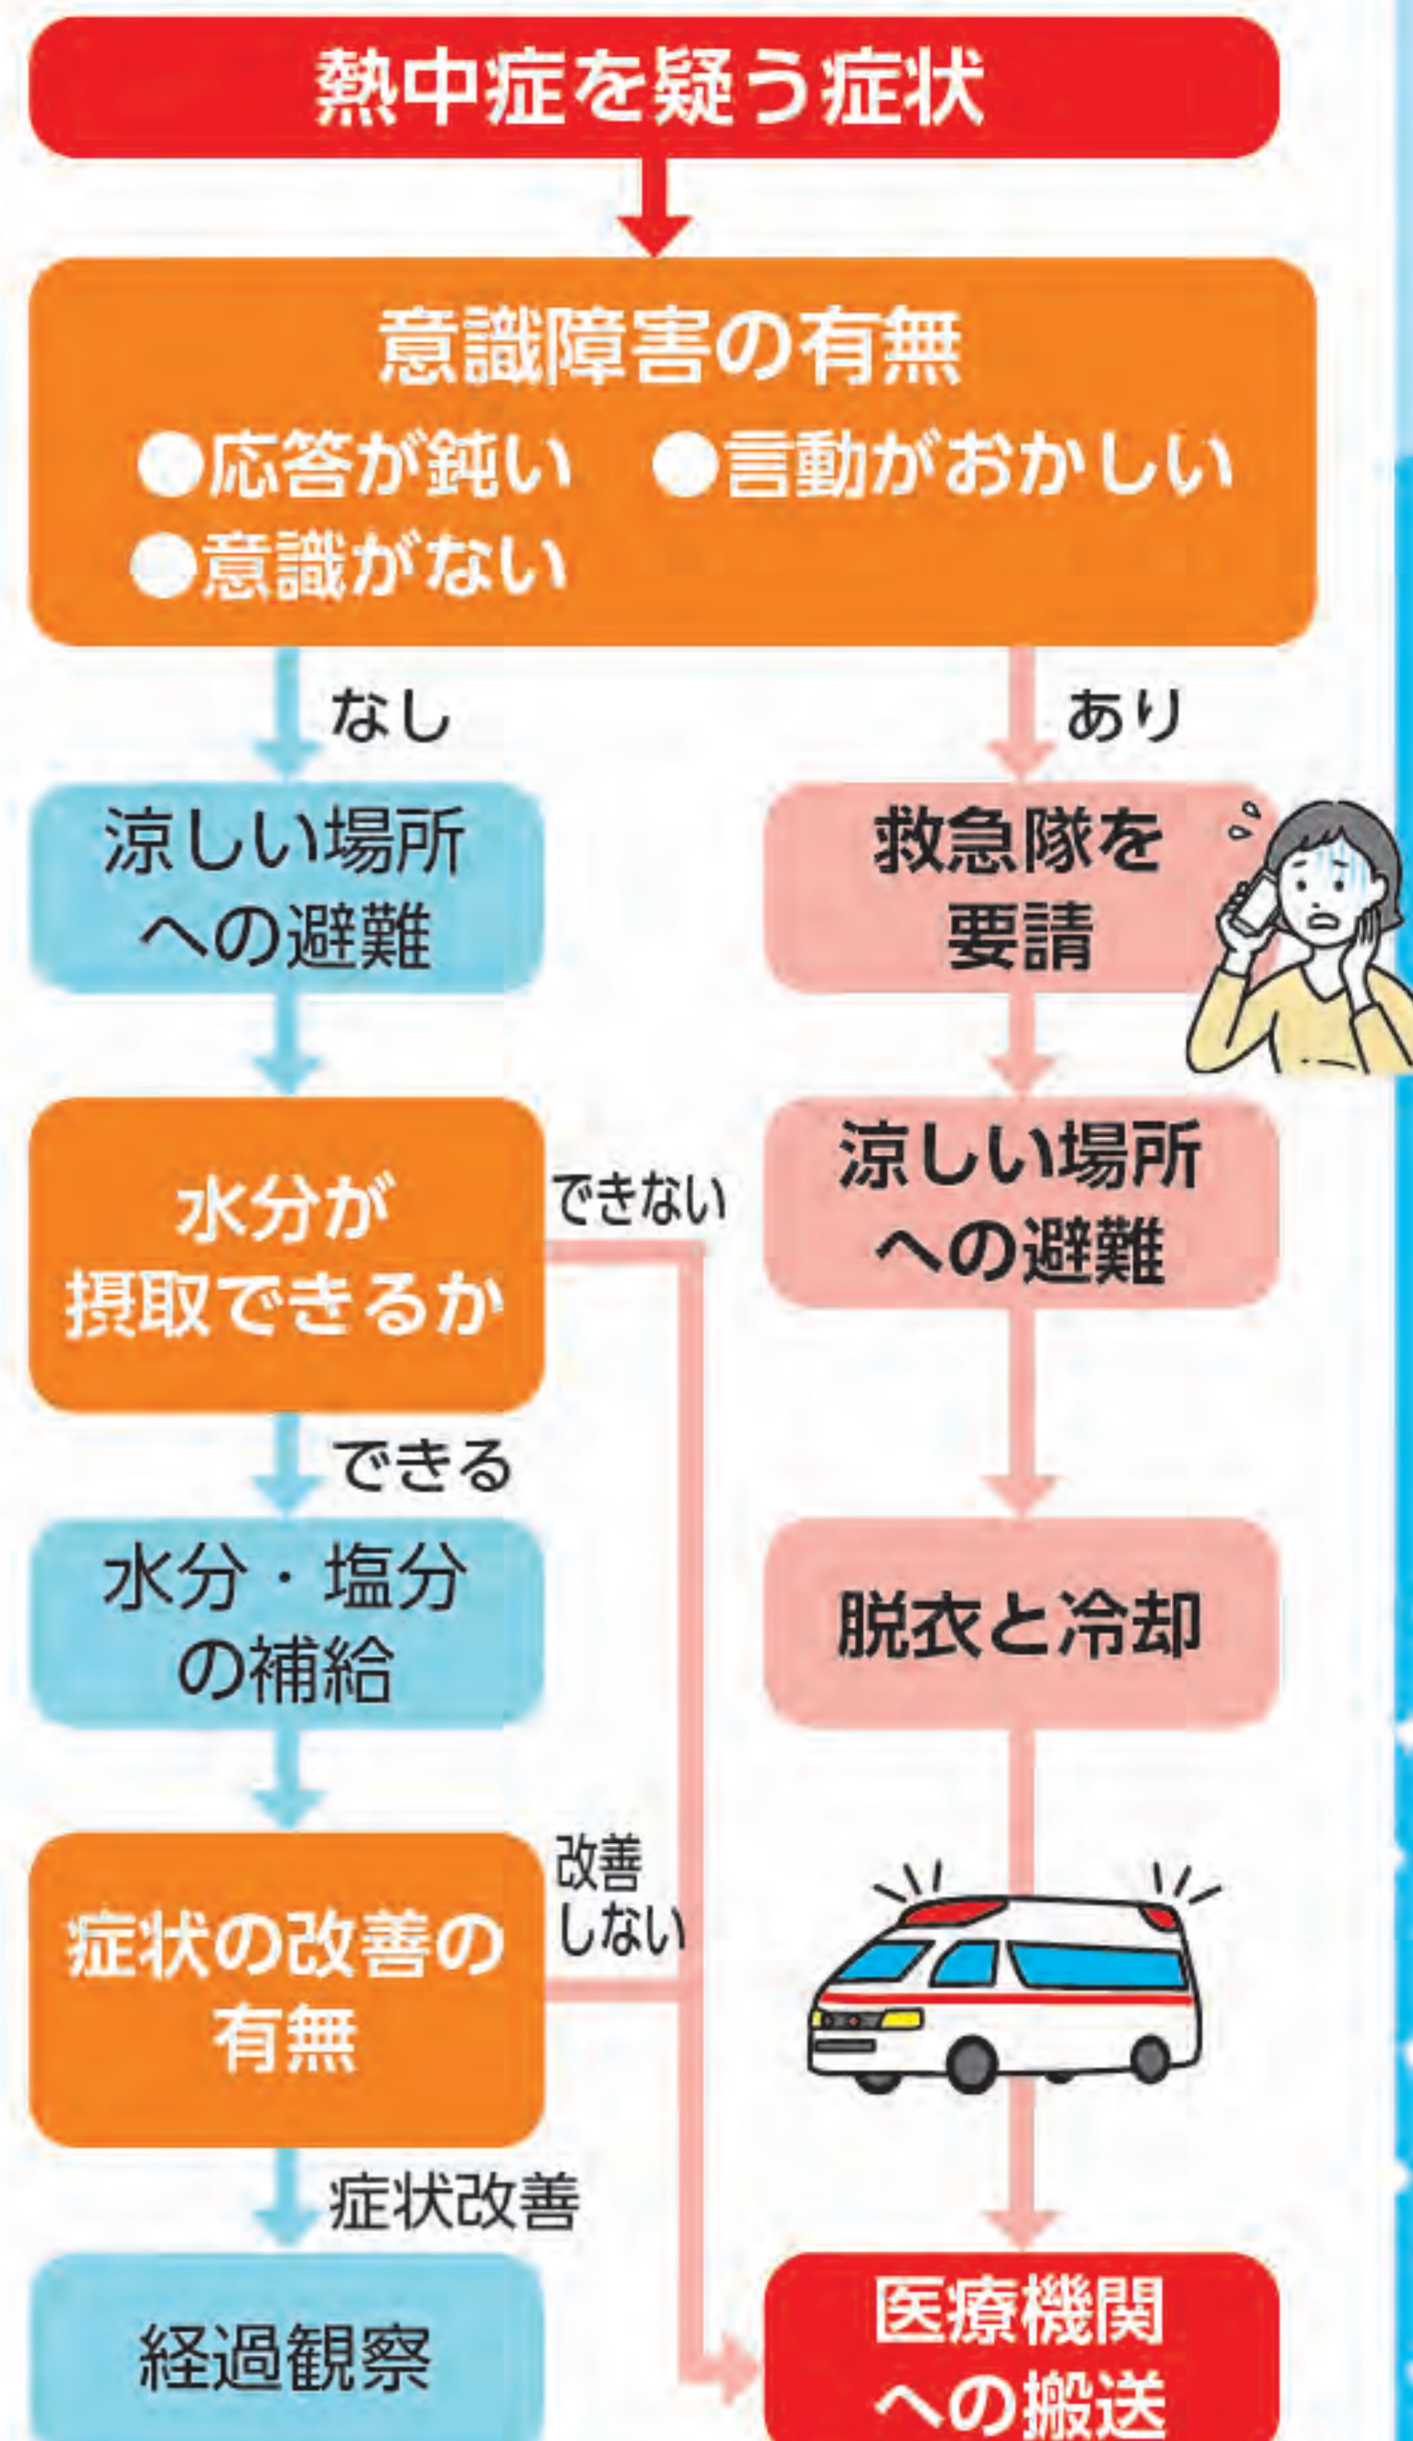 熱中症を疑う症状
意識障害の有無
●応答が鈍い ●言動がおかしい
●意識がない
なし
あり
涼しい場所
への避難
救急隊を
要請
水分が
摂取できるか
できない
涼しい場所
への避難
できる
水分・塩分
の補給
脱衣と冷却
症状の改善の
有無
改善
しない
症状改善
経過観察
医療機関
への搬送